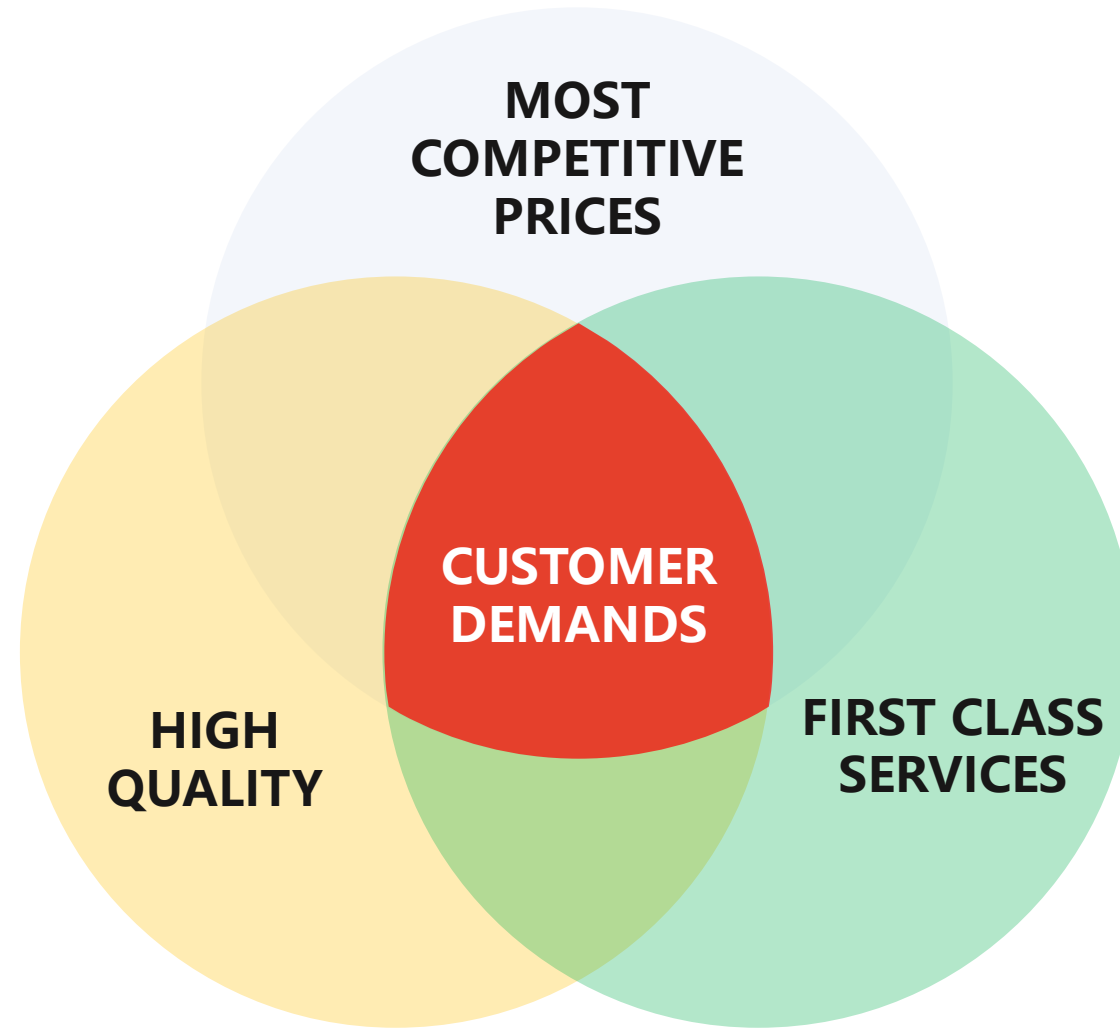 MOST
COMPETITIVE
PRICES
CUSTOMER
DEMANDS
HIGH
QUALITY
FIRST CLASS
SERVICES